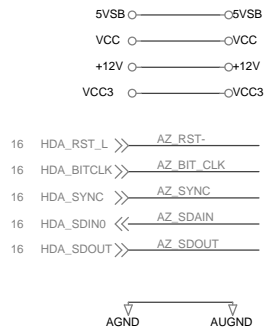 5VSB 5VSB
VCC VCC
+12V +12V
VCC3 VCC3
16 HDA_RST_L AZ_RST-
16 HDA_BITCLK AZ_BIT_CLK
16 HDA_SYNC AZ_SYNC
16 HDA_SDIN0 AZ_SDAIN
16 HDA_SDOUT AZ_SDOUT
AGND AUGND